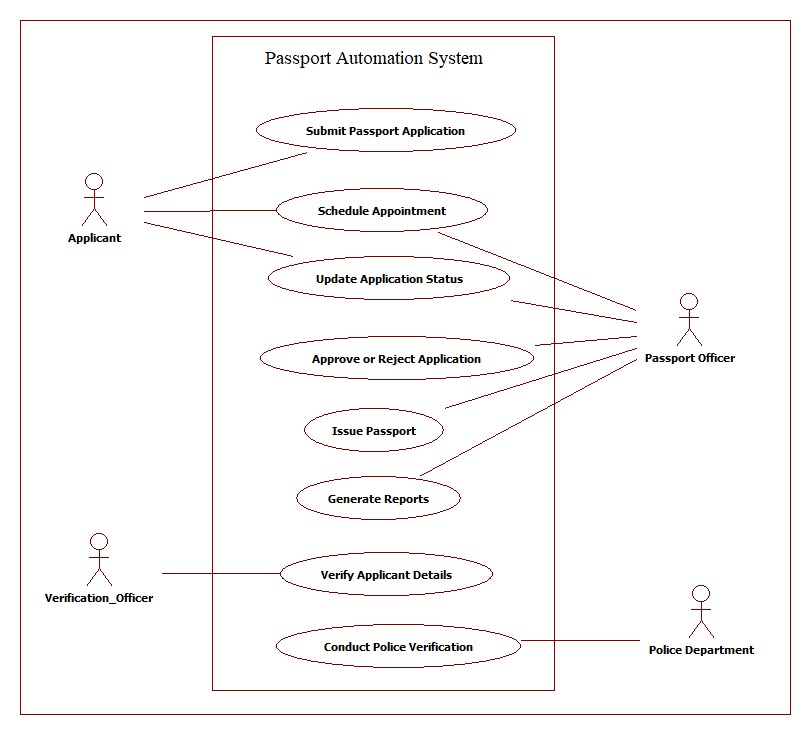 Passport Automation System
Submit Passport Application
Schedule Appointment
Applicant
Update Application Status
Approve or Reject Application
Passport Officer
Issue Passport
Generate Reports
Verify Applicant Details
Verification_Officer
Conduct Police Verification
Police Department